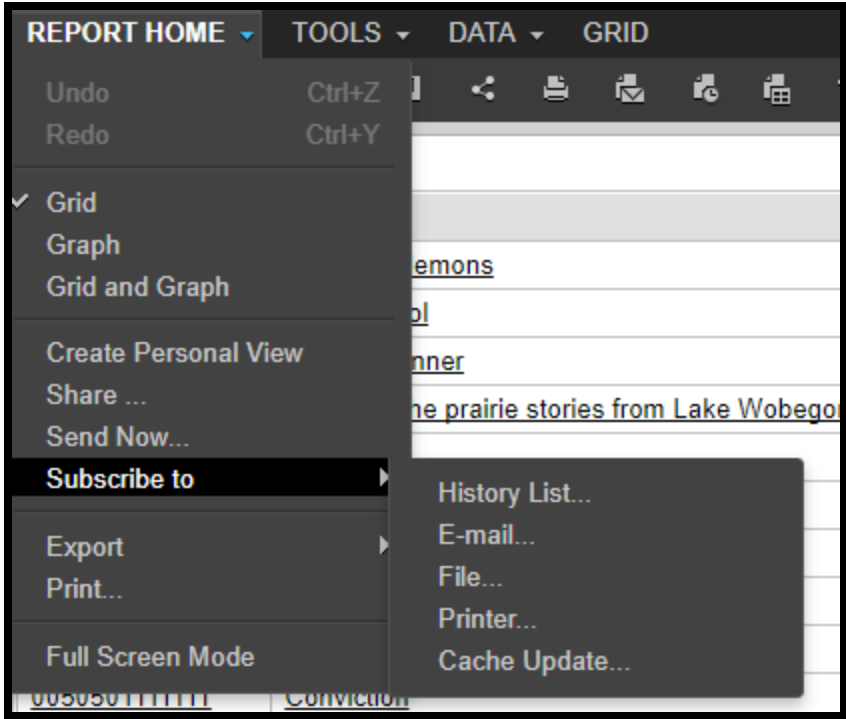 REPORT HOME TOOLS DATA GRID
Undo Ctrl+Z
Redo Ctrl+Y
Grid
Graph
emons
Grid and Graph
ol
Create Personal View
nner
Share ...
he prairie stories from Lake Wobegon
Send Now...
Subscribe to
History List...
E-mail...
Export
File...
Print...
Printer...
Full Screen Mode
Cache Update...
Conviction